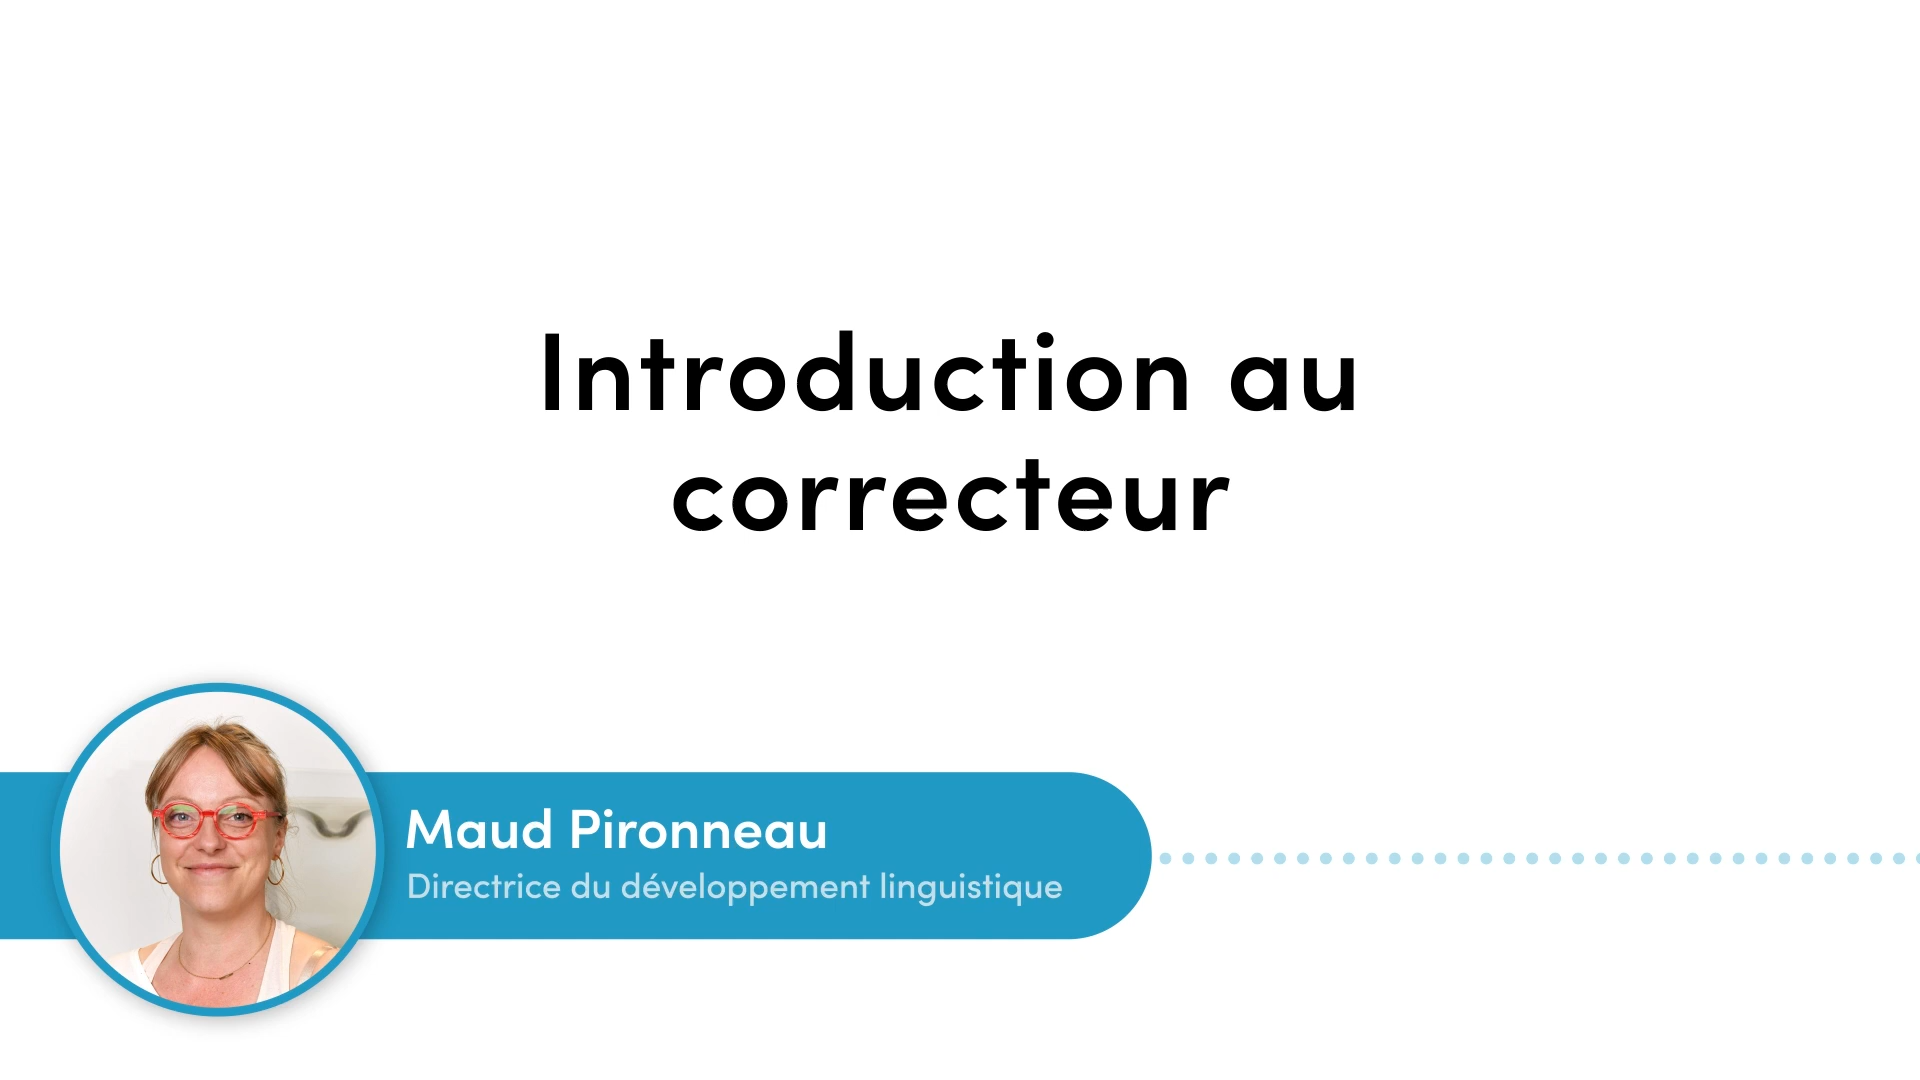 Introduction au
correcteur
Maud Pironneau
Directrice du développement linguistique